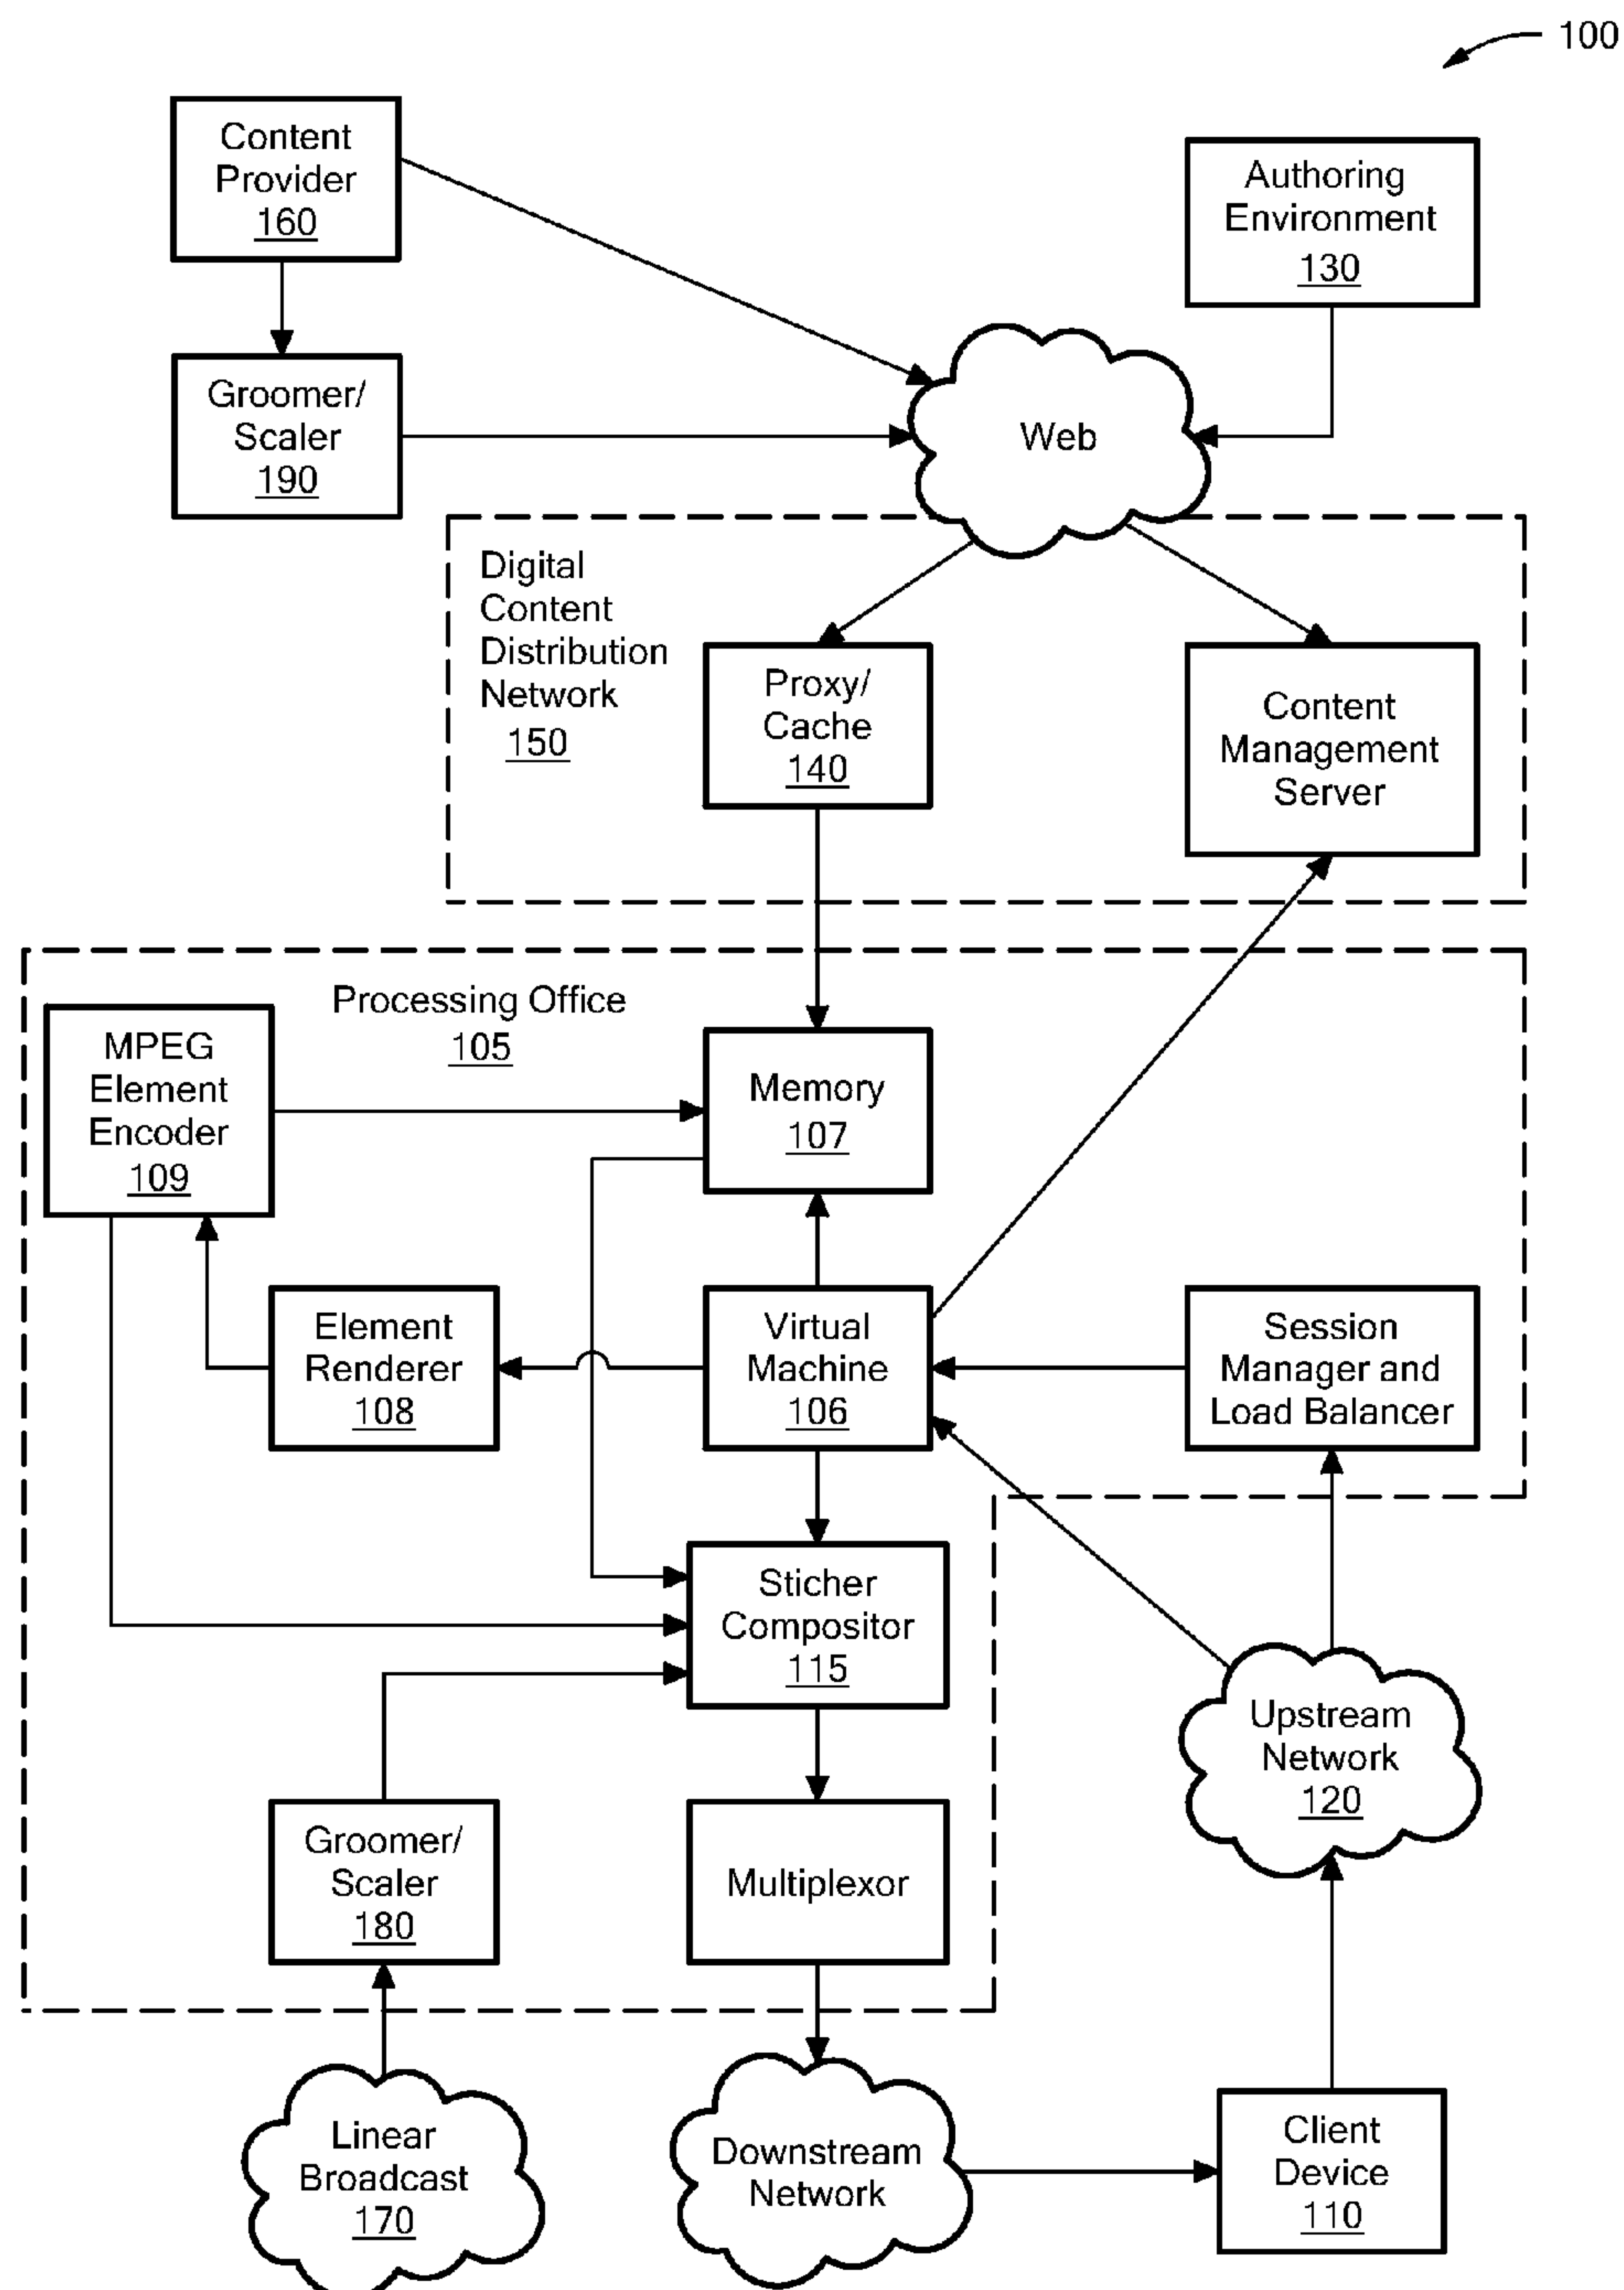 100
Content
Provider
160
Authoring
Environment
130
Groomer/
Scaler
190
Web
Digital
Content
Distribution
Network
150
Proxy/
Cache
140
Content
Management
Server
Processing Office
105
MPEG
Element
Encoder
109
Memory
107
Element
Renderer
108
Virtual
Machine
106
Session
Manager and
Load Balancer
Sticher
Compositor
115
Upstream
Network
120
Groomer/
Scaler
180
Multiplexor
Linear
Broadcast
170
Downstream
Network
Client
Device
110